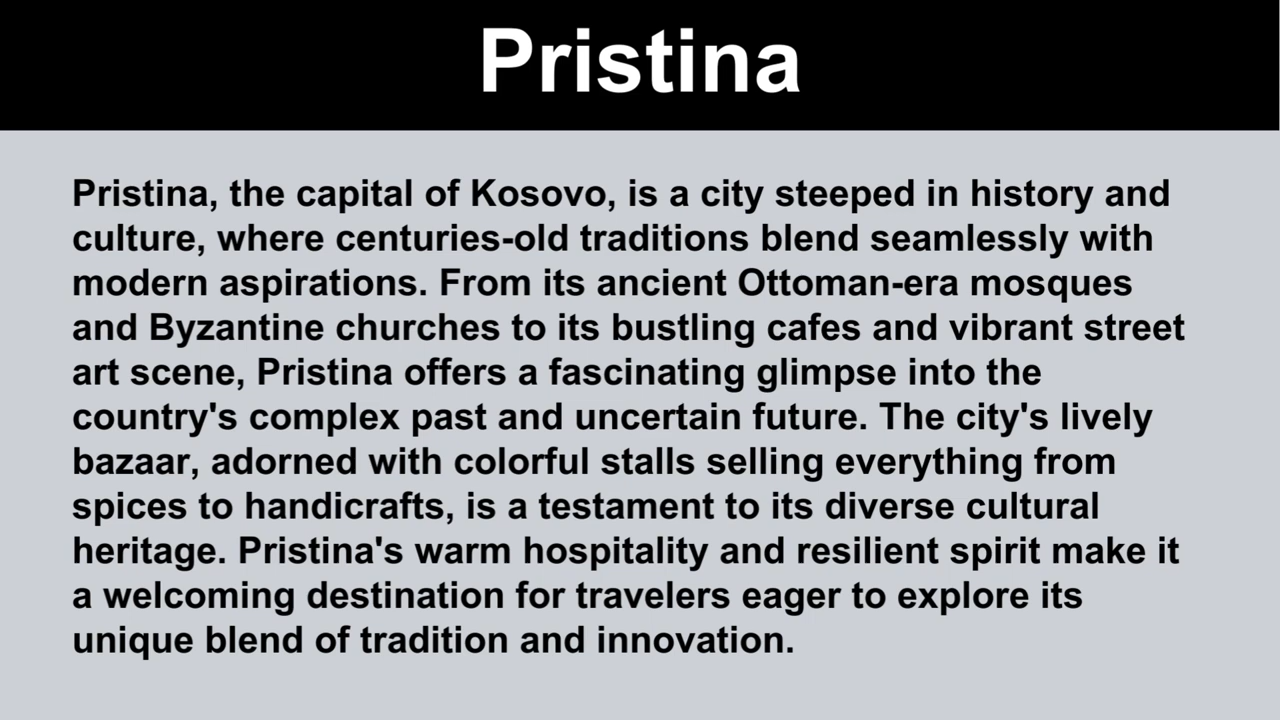 Pristina
Pristina, the capital of Kosovo, is a city steeped in history and
culture, where centuries-old traditions blend seamlessly with
modern aspirations. From its ancient Ottoman-era mosques
and Byzantine churches to its bustling cafes and vibrant street
art scene, Pristina offers a fascinating glimpse into the
country's complex past and uncertain future. The city's lively
bazaar, adorned with colorful stalls selling everything from
spices to handicrafts, is a testament to its diverse cultural
heritage. Pristina's warm hospitality and resilient spirit make it
a welcoming destination for travelers eager to explore its
unique blend of tradition and innovation.